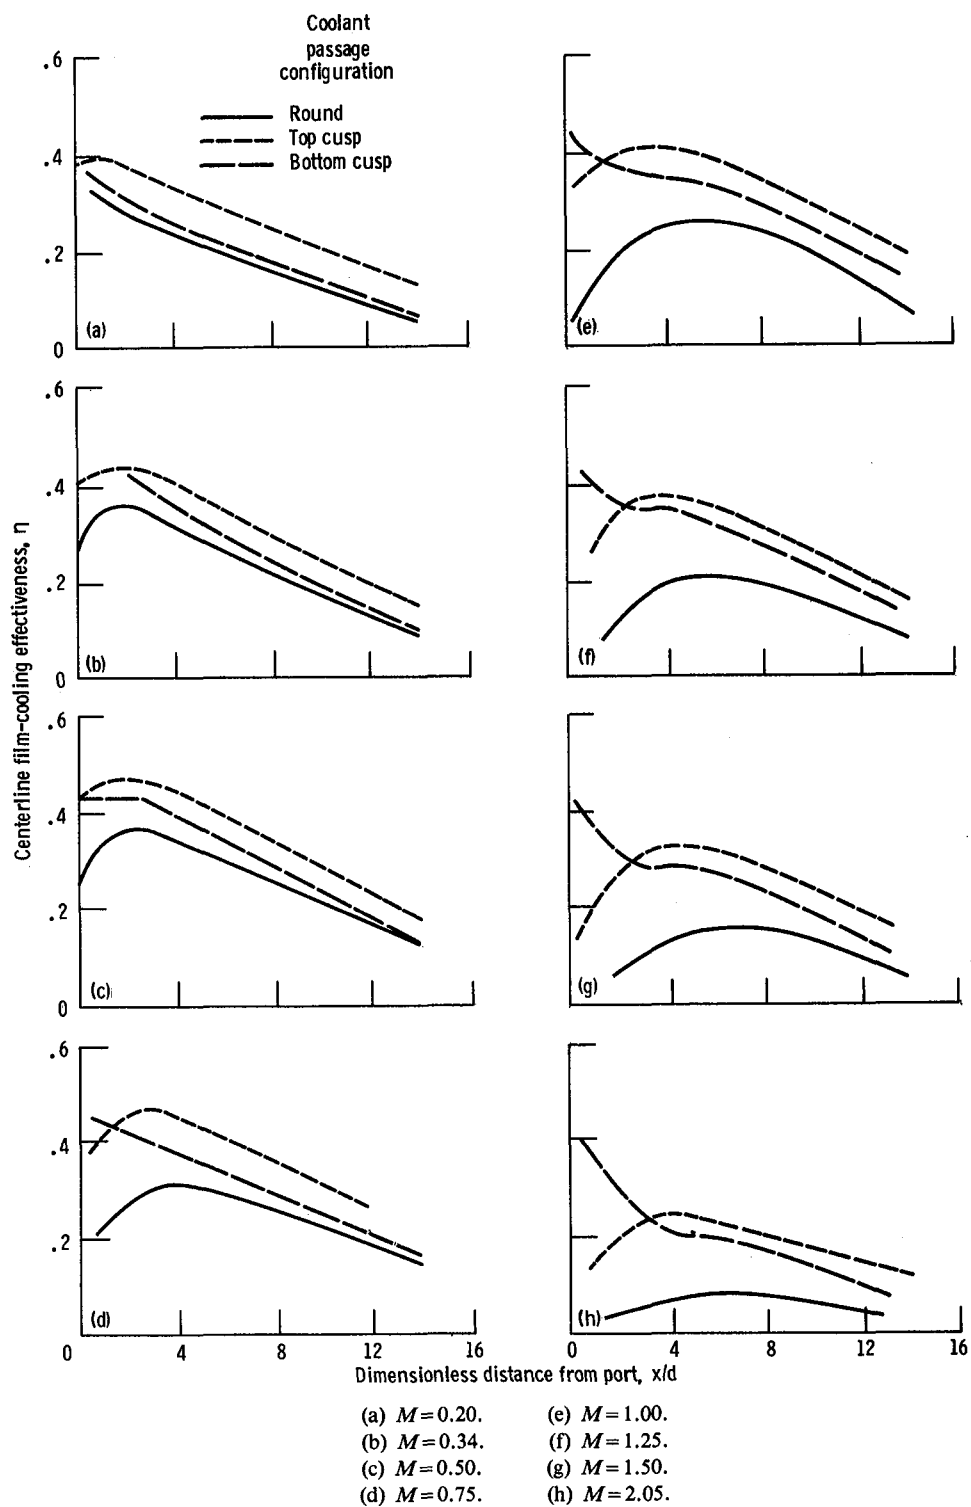 Coolant
passage
configuration
Round
Top cusp
Bottom cusp
.6
.4
.2
0
(a)
(e)
.6
.4
.2
0
(b)
(f)
Centerline film-cooling effectiveness, η
.6
.4
.2
0
(c)
(g)
.6
.4
.2
(d)
(h)
0 4 8 12 16
0 4 8 12 16
Dimensionless distance from port, x/d
(a) M=0.20. (e) M=1.00.
(b) M=0.34. (f) M=1.25.
(c) M=0.50. (g) M=1.50.
(d) M=0.75. (h) M=2.05.